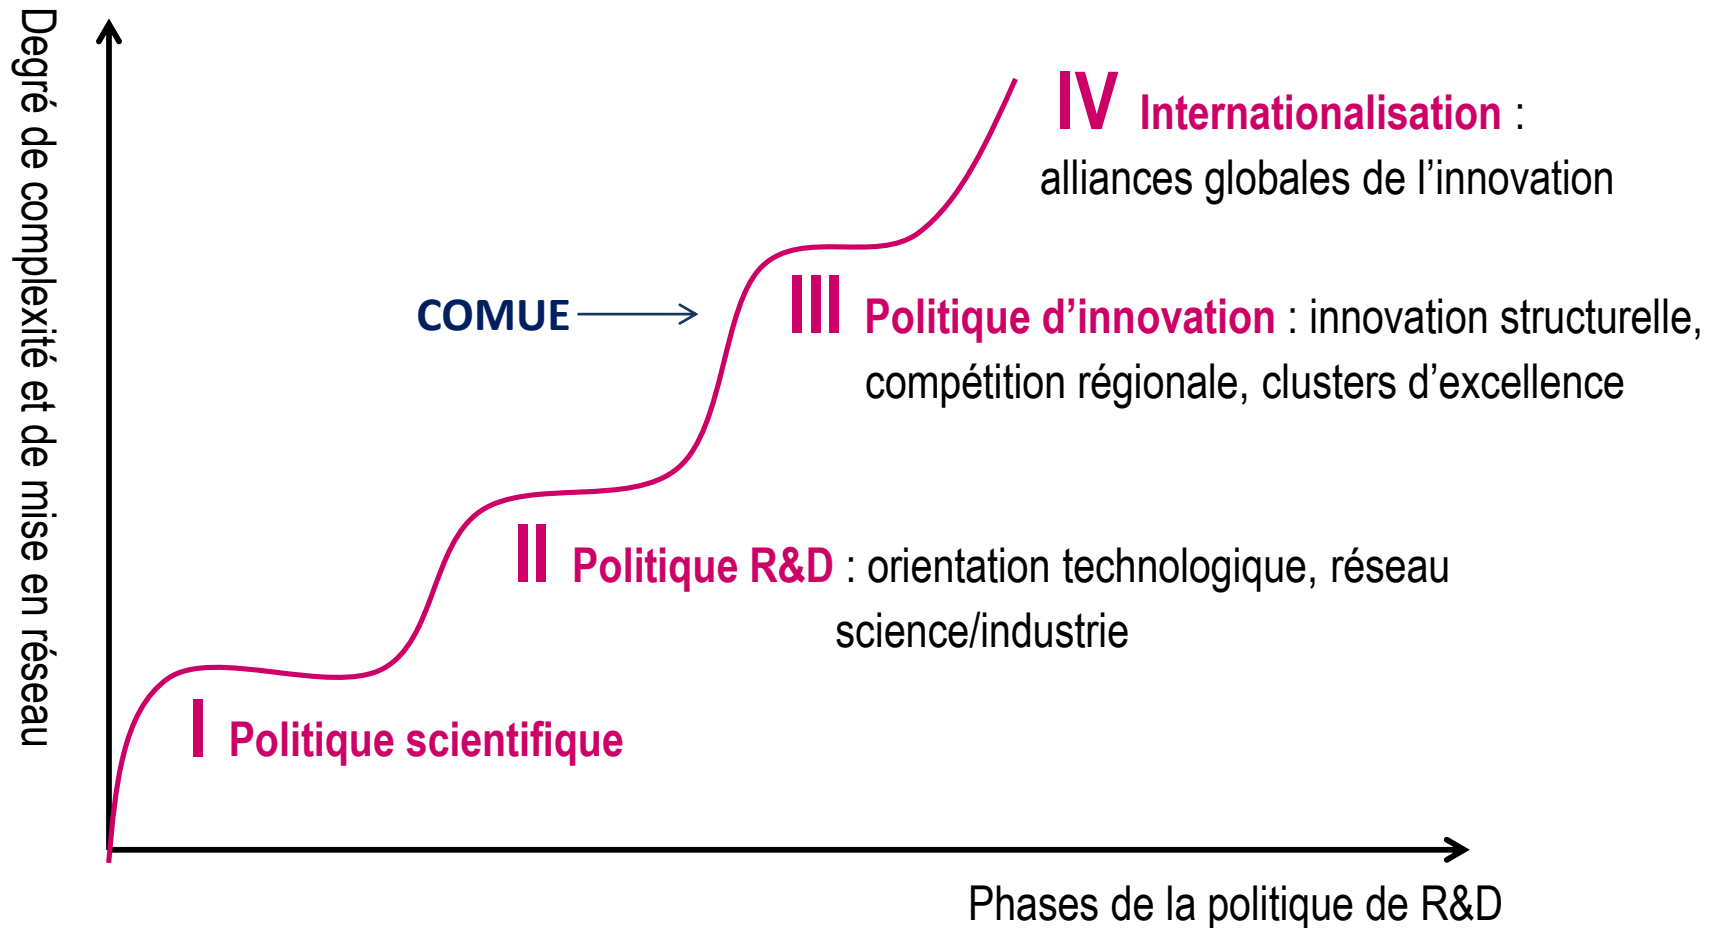 Degré de complexité et de mise en réseau
IV Internationalisation :
alliances globales de l’innovation
COMUE
III Politique d’innovation : innovation structurelle,
compétition régionale, clusters d’excellence
II Politique R&D : orientation technologique, réseau
science/industrie
I Politique scientifique
Phases de la politique de R&D